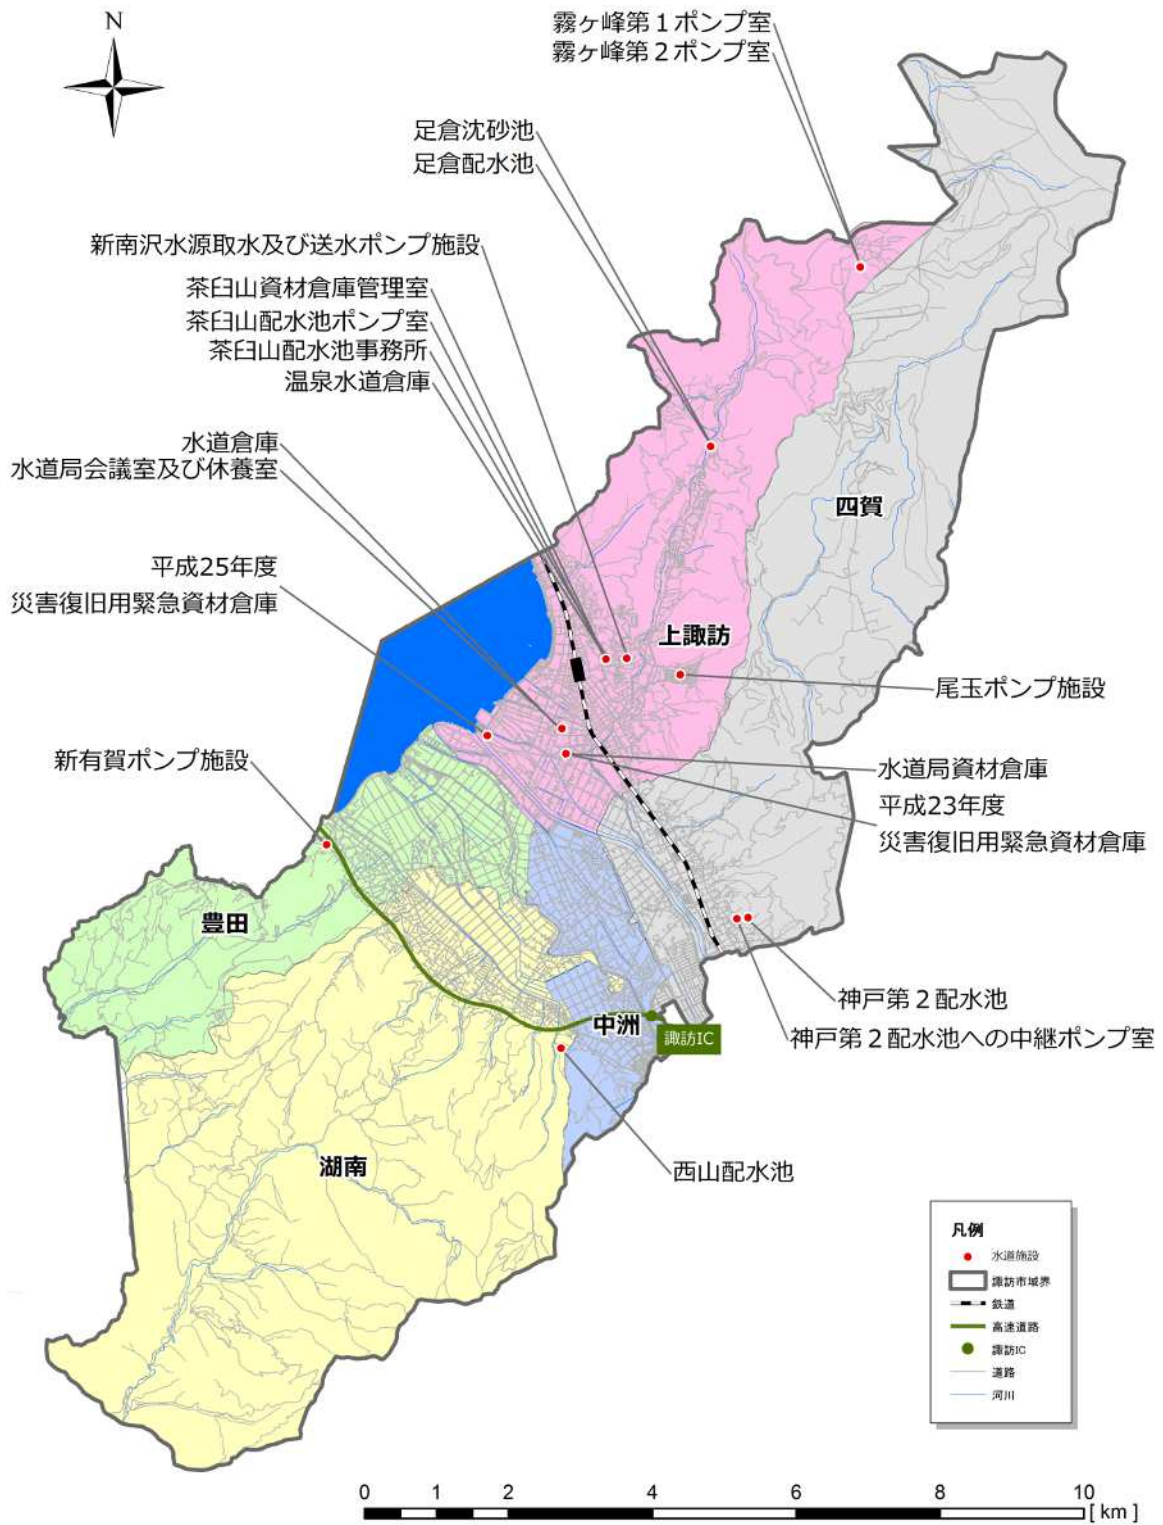 N
霧ヶ峰第１ポンプ室
霧ヶ峰第２ポンプ室
足倉沈砂池
足倉配水池
新南沢水源取水及び送水ポンプ施設
茶臼山資材倉庫管理室
茶臼山配水池ポンプ室
茶臼山配水池事務所
温泉水道倉庫
水道倉庫
水道局会議室及び休養室
平成25年度
災害復旧用緊急資材倉庫
新有賀ポンプ施設
四賀
上諏訪
尾玉ポンプ施設
水道局資材倉庫
平成23年度
災害復旧用緊急資材倉庫
豊田
中洲
諏訪IC
神戸第２配水池
神戸第２配水池への中継ポンプ室
湖南
西山配水池
凡例
水道施設
諏訪市域界
鉄道
高速道路
諏訪IC
道路
河川
0 1 2 4 6 8 10
[ km ]